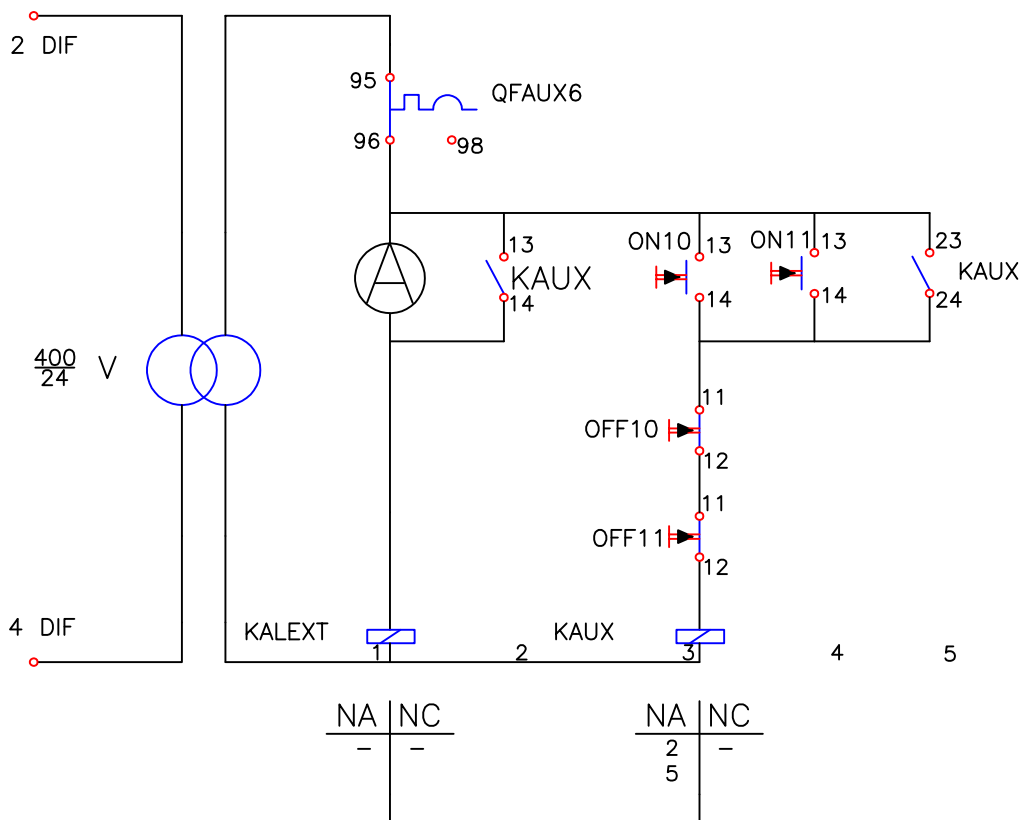 2 DIF
95
QFAUX6
96
98
13
KAUX
14
ON10
13
14
ON11
13
14
23
KAUX
24
400
24
V
11
OFF10
12
11
OFF11
12
4 DIF
KALEXT
KAUX
1
2
3
4
5
A
NA NC
- -
NA NC
2 -
5